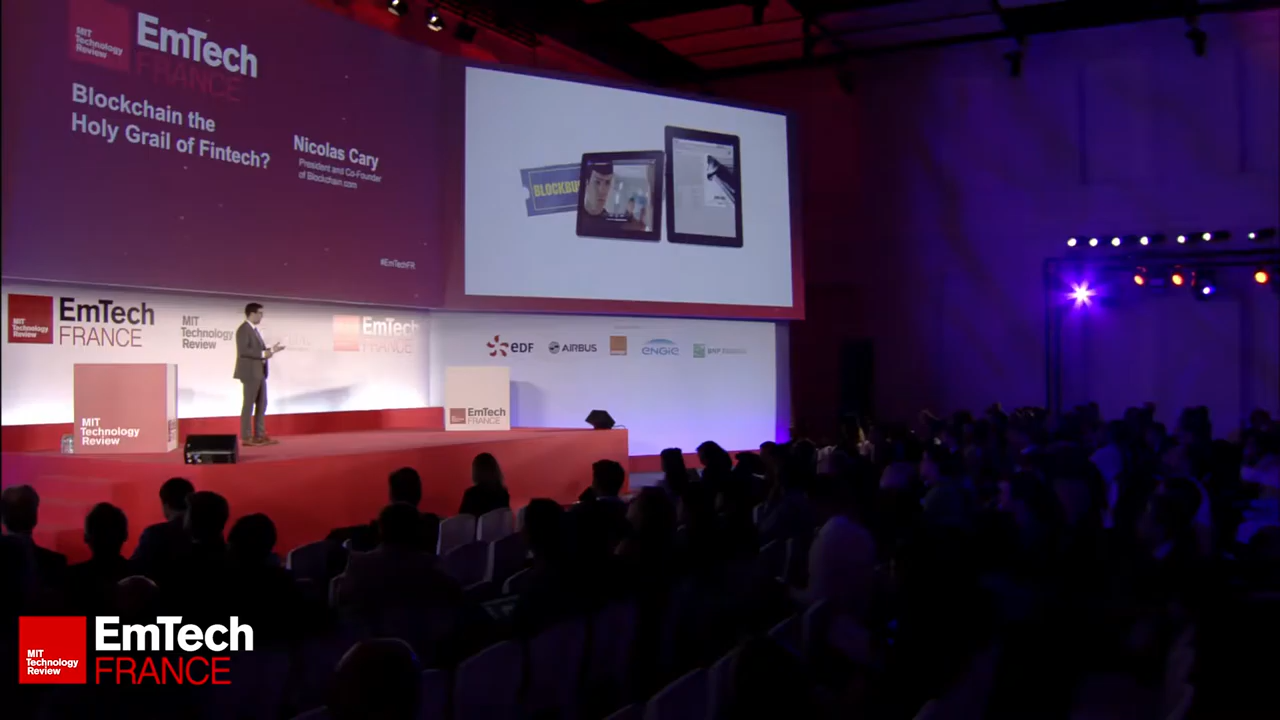 MIT
Technology
Review
EmTech
FRANCE
Blockchain the
Holy Grail of Fintech?
Nicolas Cary
President and Co-Founder
of Blockchain.com
#EmTechFR
BLOCKBU
MIT
Technology
Review
EmTech
FRANCE
MIT
Technology
Review
EmTech
FRANCE
edF
AIRBUS
ENGIE
BNP
MIT
Technology
Review
EmTech
FRANCE
MIT
Technology
Review
EmTech
FRANCE